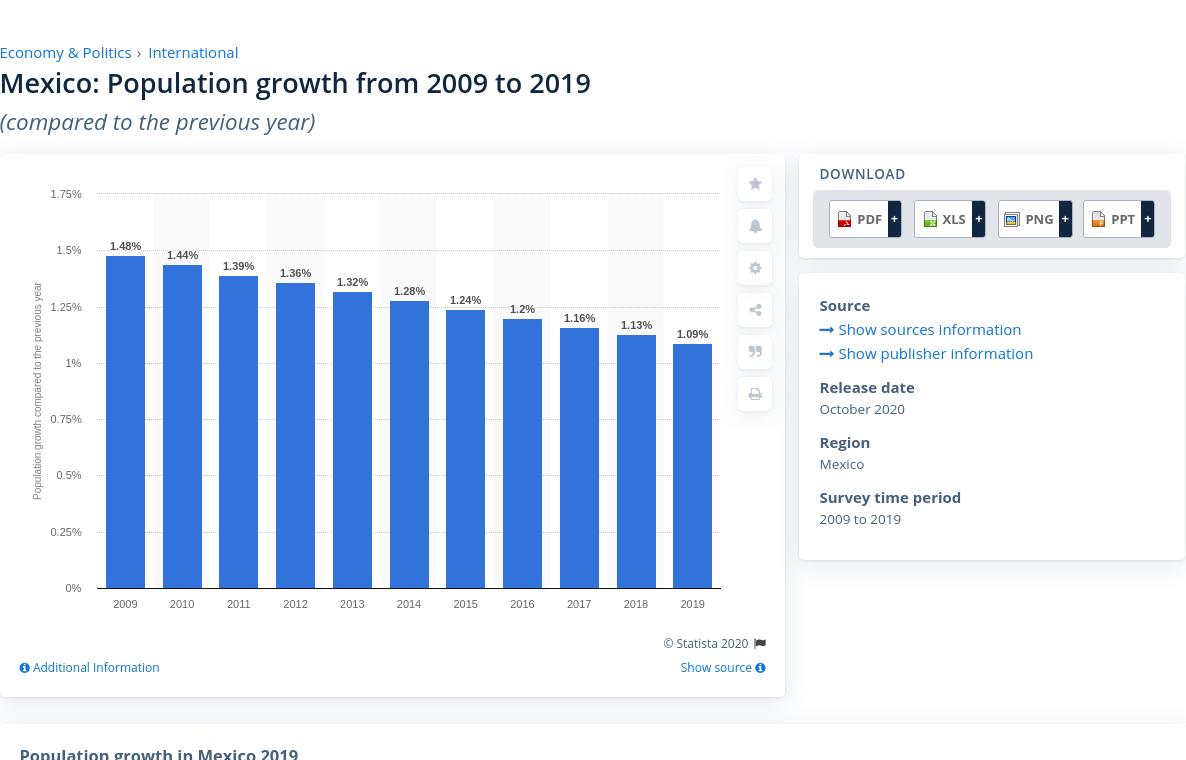 Economy & Politics › International
Mexico: Population growth from 2009 to 2019
(compared to the previous year)
Population growth compared to the previous year
1.75%
1.5%
1.25%
1%
0.75%
0.5%
0.25%
0%
1.48%
1.44%
1.39%
1.36%
1.32%
1.28%
1.24%
1.2%
1.16%
1.13%
1.09%
2009 2010 2011 2012 2013 2014 2015 2016 2017 2018 2019
© Statista 2020
Additional Information
Show source
DOWNLOAD
PDF + XLS + PNG + PPT +
Source
Show sources information
Show publisher information
Release date
October 2020
Region
Mexico
Survey time period
2009 to 2019
Population growth in Mexico 2019